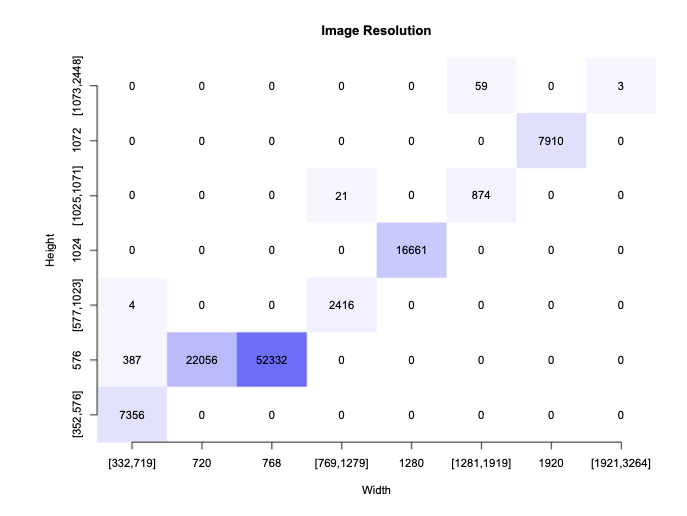 Image Resolution
Height
[1073,2448] 0 0 0 0 0 59 0 3
1072 0 0 0 0 0 0 7910 0
[1025,1071] 0 0 0 21 0 874 0 0
1024 0 0 0 0 16661 0 0 0
[577,1023] 4 0 0 2416 0 0 0 0
576 387 22056 52332 0 0 0 0 0
[352,576] 7356 0 0 0 0 0 0 0
[332,719] 720 768 [769,1279] 1280 [1281,1919] 1920 [1921,3264]
Width